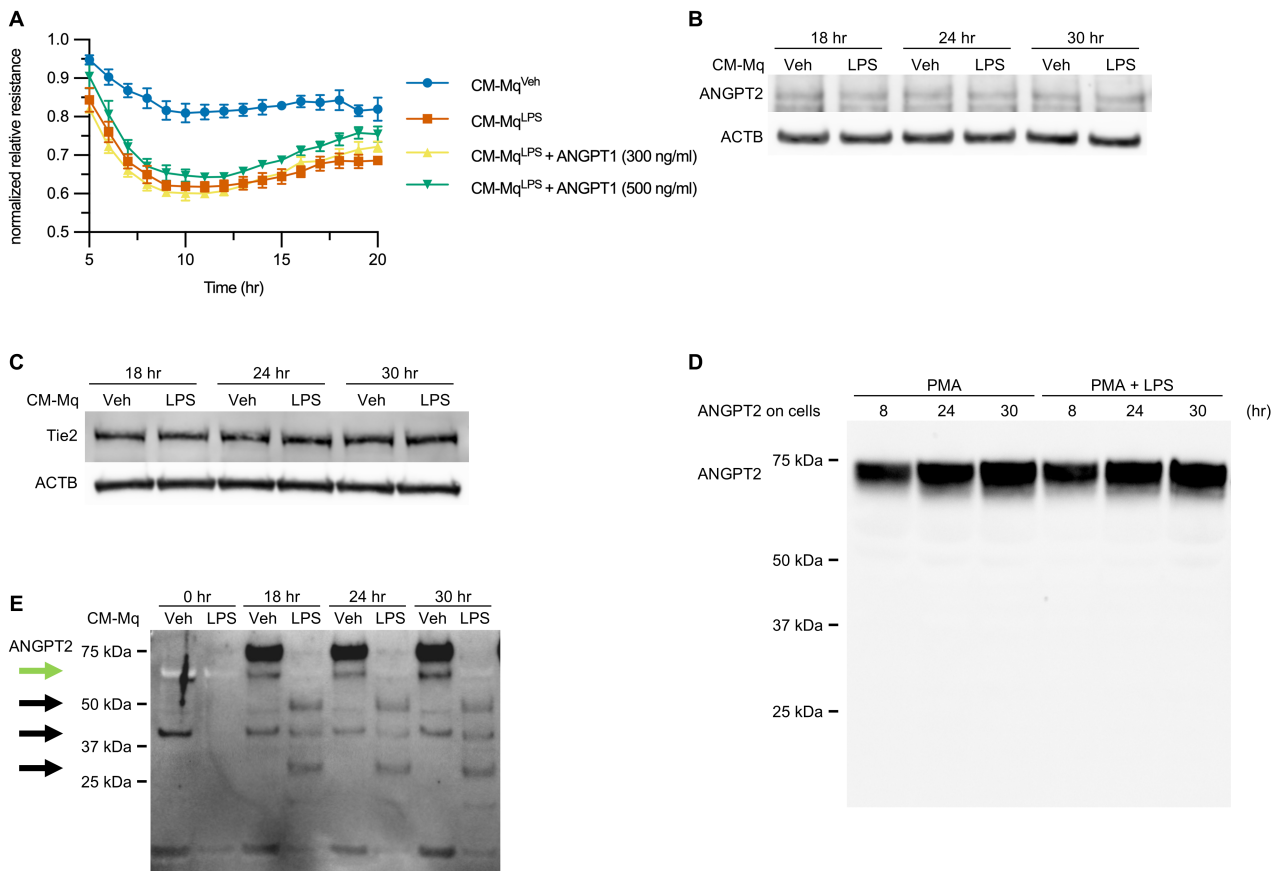 A
1.0
0.9
0.8
0.7
0.6
0.5
normalized relative resistance
5
10
15
20
Time (hr)
CM-Mq^Veh
CM-Mq^LPS
CM-Mq^LPS + ANGPT1 (300 ng/ml)
CM-Mq^LPS + ANGPT1 (500 ng/ml)
B
18 hr 24 hr 30 hr
CM-Mq Veh LPS Veh LPS Veh LPS
ANGPT2
ACTB
C
18 hr 24 hr 30 hr
CM-Mq Veh LPS Veh LPS Veh LPS
Tie2
ACTB
D
PMA PMA + LPS
ANGPT2 on cells 8 24 30 8 24 30 (hr)
75 kDa
ANGPT2
50 kDa
37 kDa
25 kDa
E
0 hr 18 hr 24 hr 30 hr
CM-Mq Veh LPS Veh LPS Veh LPS Veh LPS
ANGPT2
75 kDa
50 kDa
37 kDa
25 kDa